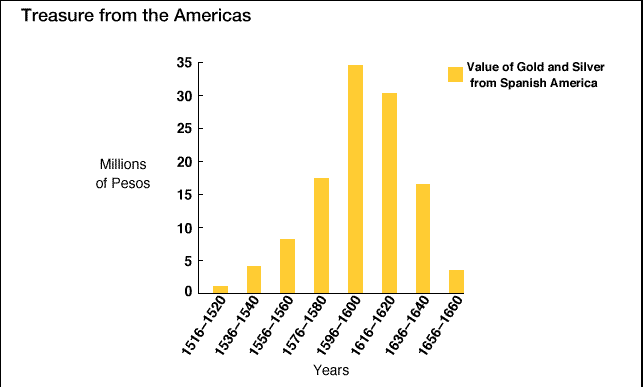 Treasure from the Americas
Value of Gold and Silver
from Spanish America
Millions
of Pesos
35
30
25
20
15
10
5
0
1516–1520
1536–1540
1556–1560
1576–1580
1596–1600
1616–1620
1636–1640
1656–1660
Years